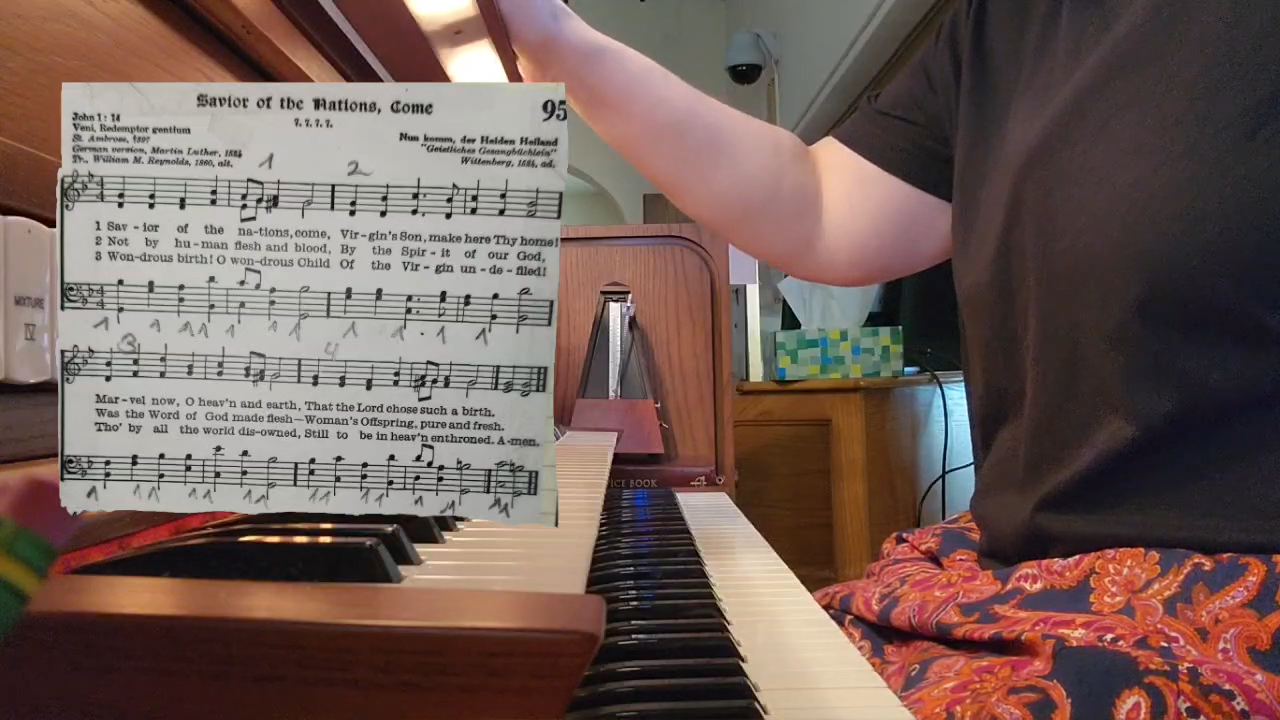 Savior of the Nations, Come
95
7. 7. 7. 7.
John 1: 14
Veni, Redemptor gentium
St. Ambrose, †397
German version, Martin Luther, 1524
Tr., William M. Reynolds, 1860, alt.
Nun komm, der Heiden Heiland
"Geistliches Gesangbüchlein"
Wittenberg, 1524, ad.
1 2
1 Sav - ior of the na-tions, come, Vir-gin's Son, make here Thy home!
2 Not by hu-man flesh and blood, By the Spir - it of our God,
3 Won-drous birth! O won-drous Child Of the Vir - gin un - de - filed!
3 4
Mar-vel now, O heav'n and earth, That the Lord chose such a birth.
Was the Word of God made flesh—Woman's Offspring, pure and fresh.
Tho' by all the world dis-owned, Still to be in heav'n enthroned. A-men.
MIXTURE
IV
ICE BOOK